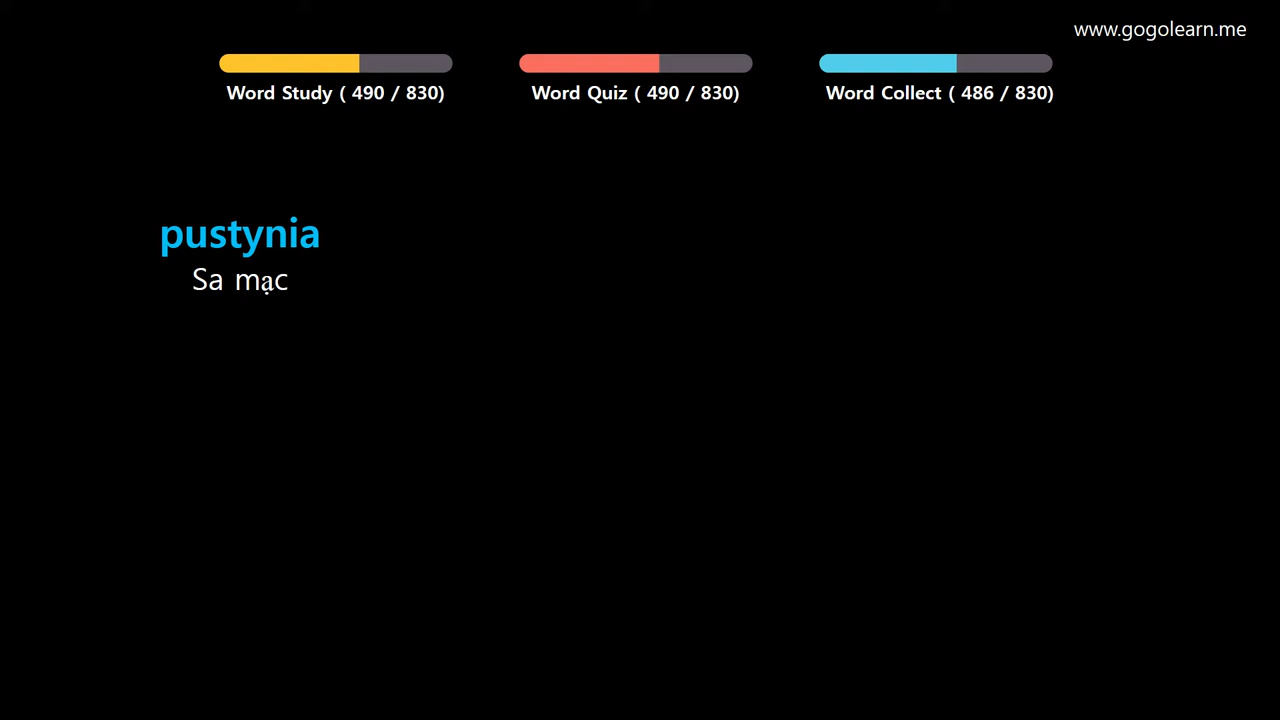 www.gogolearn.me
Word Study ( 490 / 830)
Word Quiz ( 490 / 830)
Word Collect ( 486 / 830)
pustynia
Sa mạc